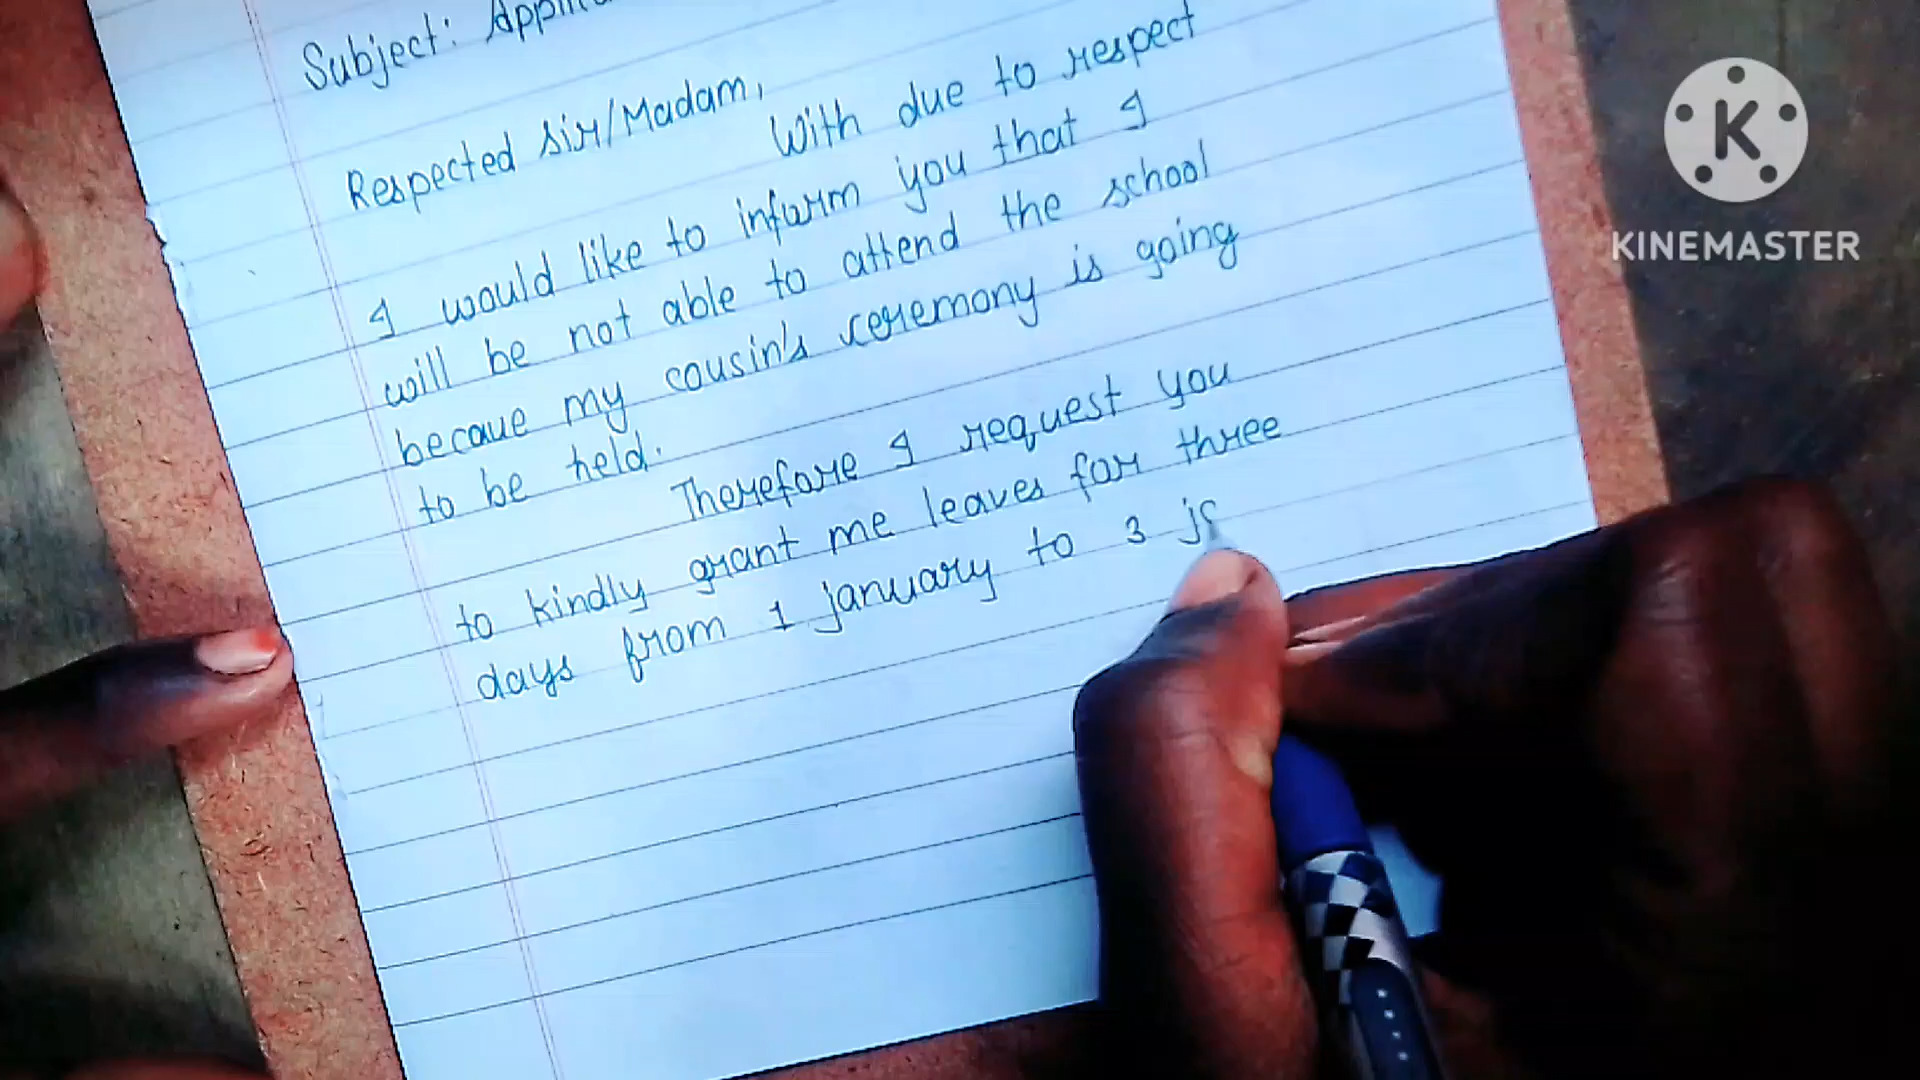 Subject:
Respected Sir/Madam,
With due to respect
I would like to inform you that I
will be not able to attend the school
becaue my cousin's ceremony is going
to be held.
Therefore I request you
to kindly grant me leaves for three
days from 1 january to 3
K
KINEMASTER